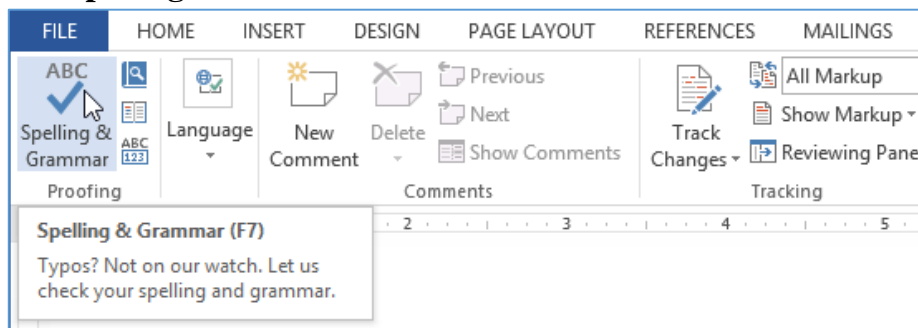 FILE HOME INSERT DESIGN PAGE LAYOUT REFERENCES MAILINGS
ABC
Spelling &
Grammar
ABC
123
Language
New
Comment
Delete
Previous
Next
Show Comments
Track
Changes
All Markup
Show Markup
Reviewing Pane
Proofing Comments Tracking
2 3 4 5
Spelling & Grammar (F7)
Typos? Not on our watch. Let us
check your spelling and grammar.